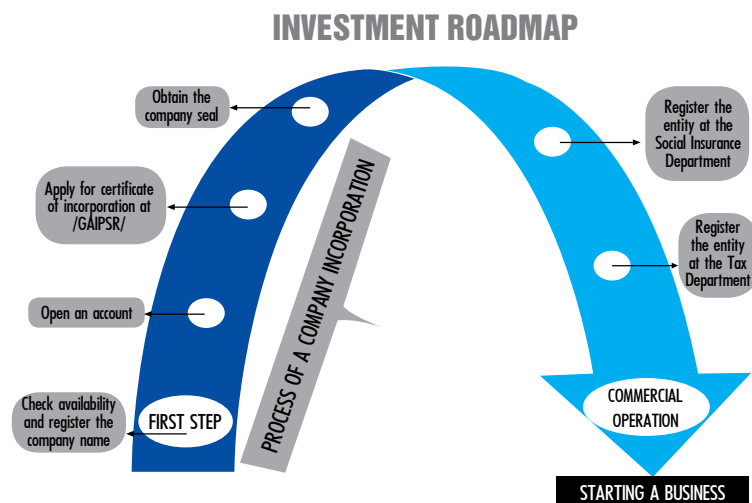 INVESTMENT ROADMAP
Obtain the
company seal
Apply for certificate
of incorporation at
/GAIPSR/
Open an account
Check availability
and register the
company name
FIRST STEP
PROCESS OF A COMPANY INCORPORATION
Register the
entity at the
Social Insurance
Department
Register
the entity
at the Tax
Department
COMMERCIAL
OPERATION
STARTING A BUSINESS